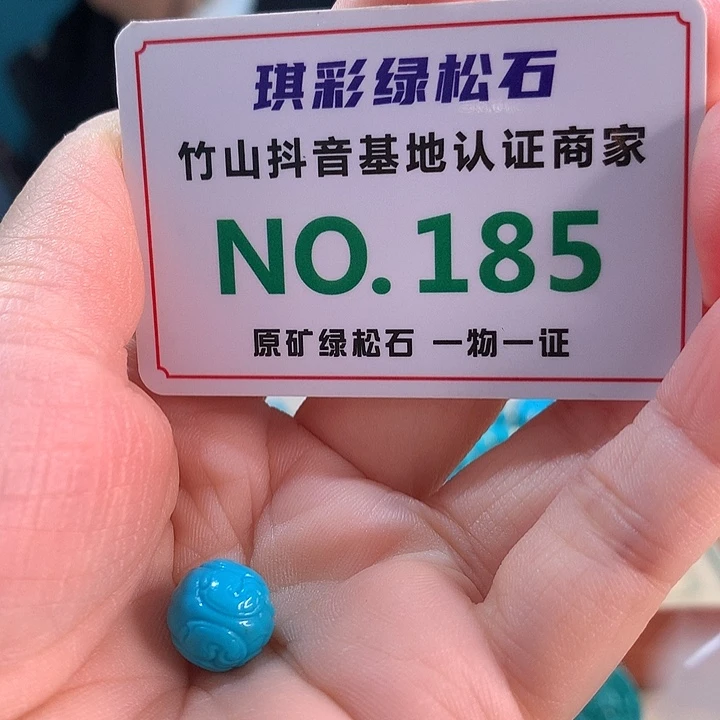 琪彩绿松石
竹山抖音基地认证商家
NO.185
原矿绿松石 一物一证